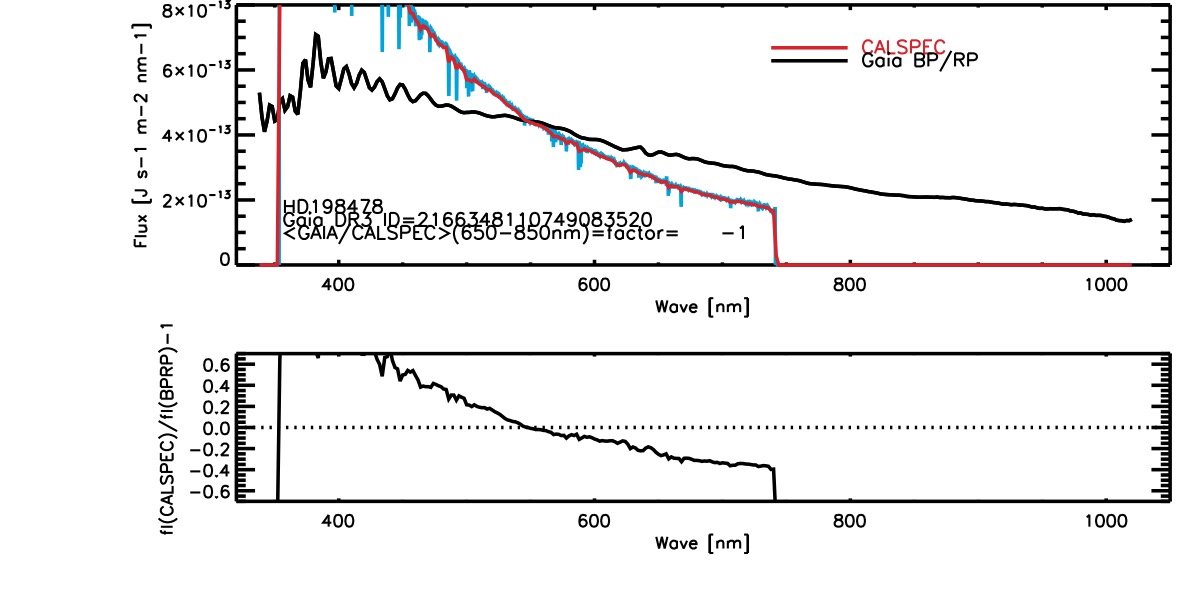 8×10−13
6×10−13
4×10−13
2×10−13
0
Flux [J s−1 m−2 nm−1]
CALSPEC
Gaia BP/RP
HD198478
Gaia DR3 ID=2166348110749083520
<GAIA/CALSPEC>(650−850nm)=factor= −1
400 600 800 1000
Wave [nm]
fl(CALSPEC)/fl(BPRP)−1
0.6
0.4
0.2
0.0
−0.2
−0.4
−0.6
400 600 800 1000
Wave [nm]